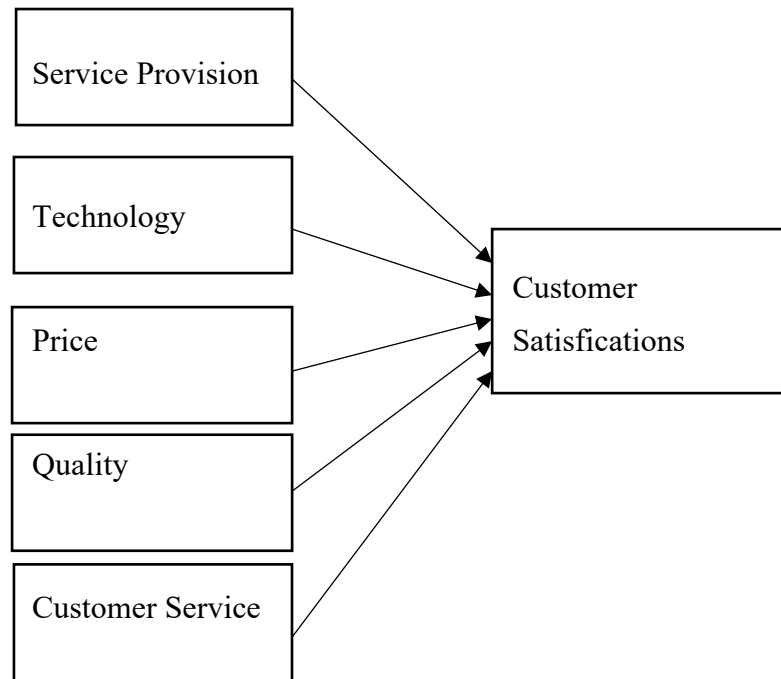 Service Provision
Technology
Price
Quality
Customer Service
Customer
Satisfications